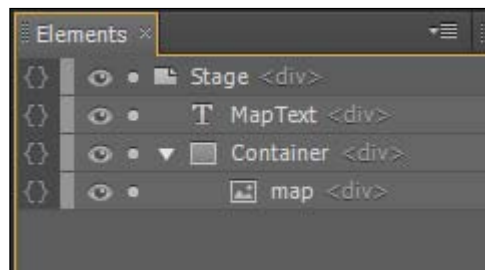 Elements ×
Stage <div>
T MapText <div>
Container <div>
map <div>